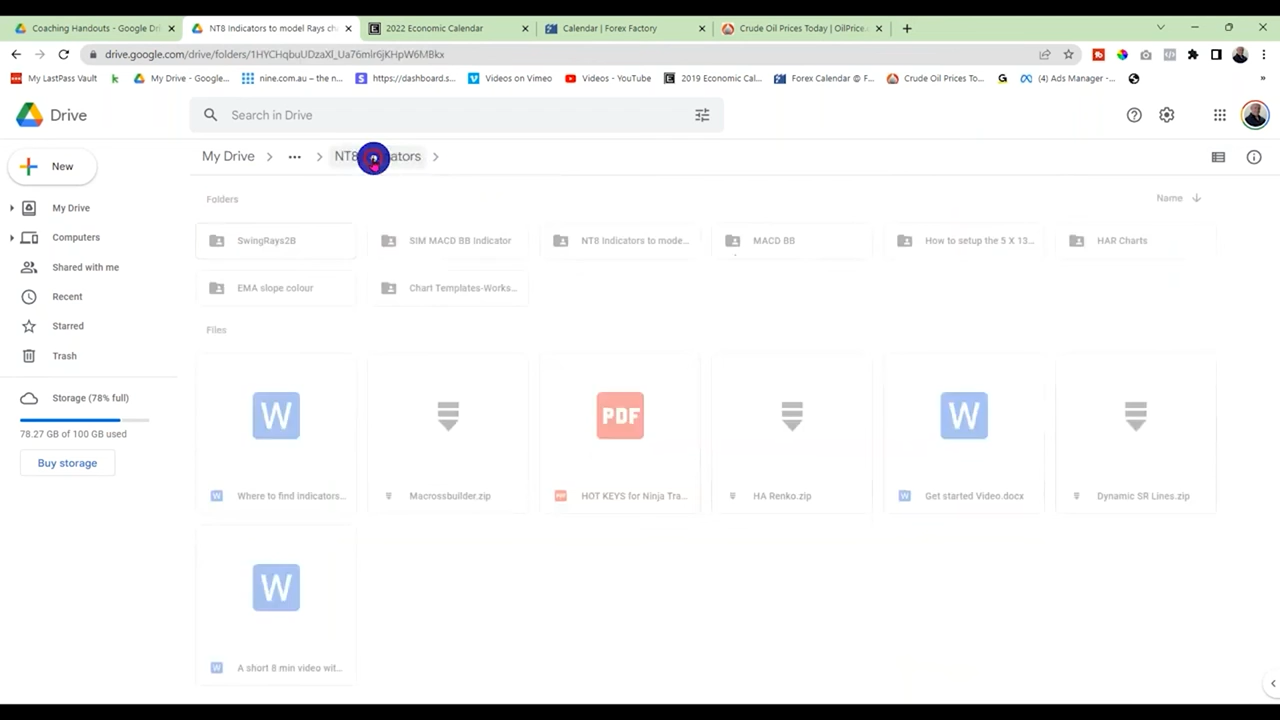 Coaching Handouts - Google Dri
NT8 Indicators to model Rays ch
2022 Economic Calendar
Calendar | Forex Factory
Crude Oil Prices Today | OilPrice.
drive.google.com/drive/folders/1HYCHqbuUDzaXl_Ua76mlr6jKHpW6MBkx
My LastPass Vault
My Drive - Google...
nine.com.au – the n...
https://dashboard.s...
Videos on Vimeo
Videos - YouTube
2019 Economic Cal...
Forex Calendar @ F...
Crude Oil Prices To...
(4) Ads Manager -...
Drive
Search in Drive
New
My Drive
...
NT8
ators
My Drive
Computers
Shared with me
Recent
Starred
Trash
Storage (78% full)
78.27 GB of 100 GB used
Buy storage
Folders
Name
SwingRays2B
SIM MACD BB Indicator
NT8 Indicators to mode...
MACD BB
How to setup the 5 X 13...
HAR Charts
EMA slope colour
Chart Templates-Works...
Files
W
PDF
W
Where to find indicators...
Macrossbuilder.zip
HOT KEYS for Ninja Tra...
HA Renko.zip
Get started Video.docx
Dynamic SR Lines.zip
W
A short 8 min video wit...